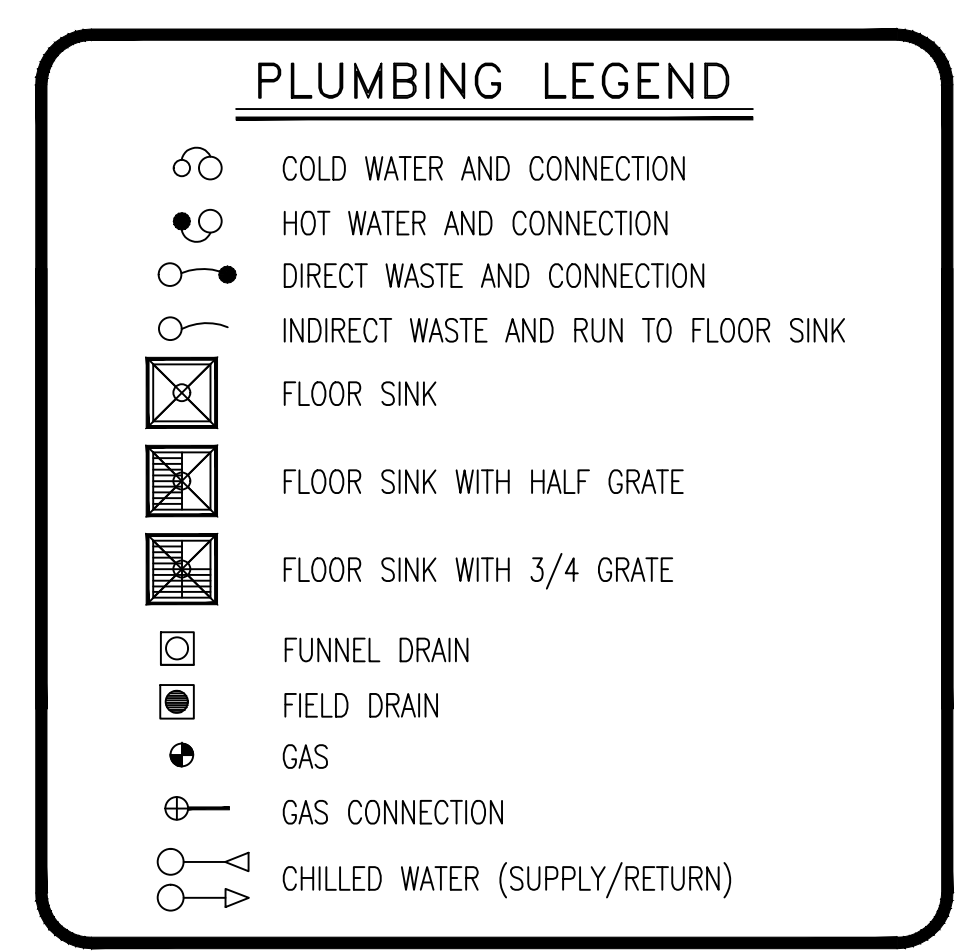 PLUMBING LEGEND
COLD WATER AND CONNECTION
HOT WATER AND CONNECTION
DIRECT WASTE AND CONNECTION
INDIRECT WASTE AND RUN TO FLOOR SINK
FLOOR SINK
FLOOR SINK WITH HALF GRATE
FLOOR SINK WITH 3/4 GRATE
FUNNEL DRAIN
FIELD DRAIN
GAS
GAS CONNECTION
CHILLED WATER (SUPPLY/RETURN)